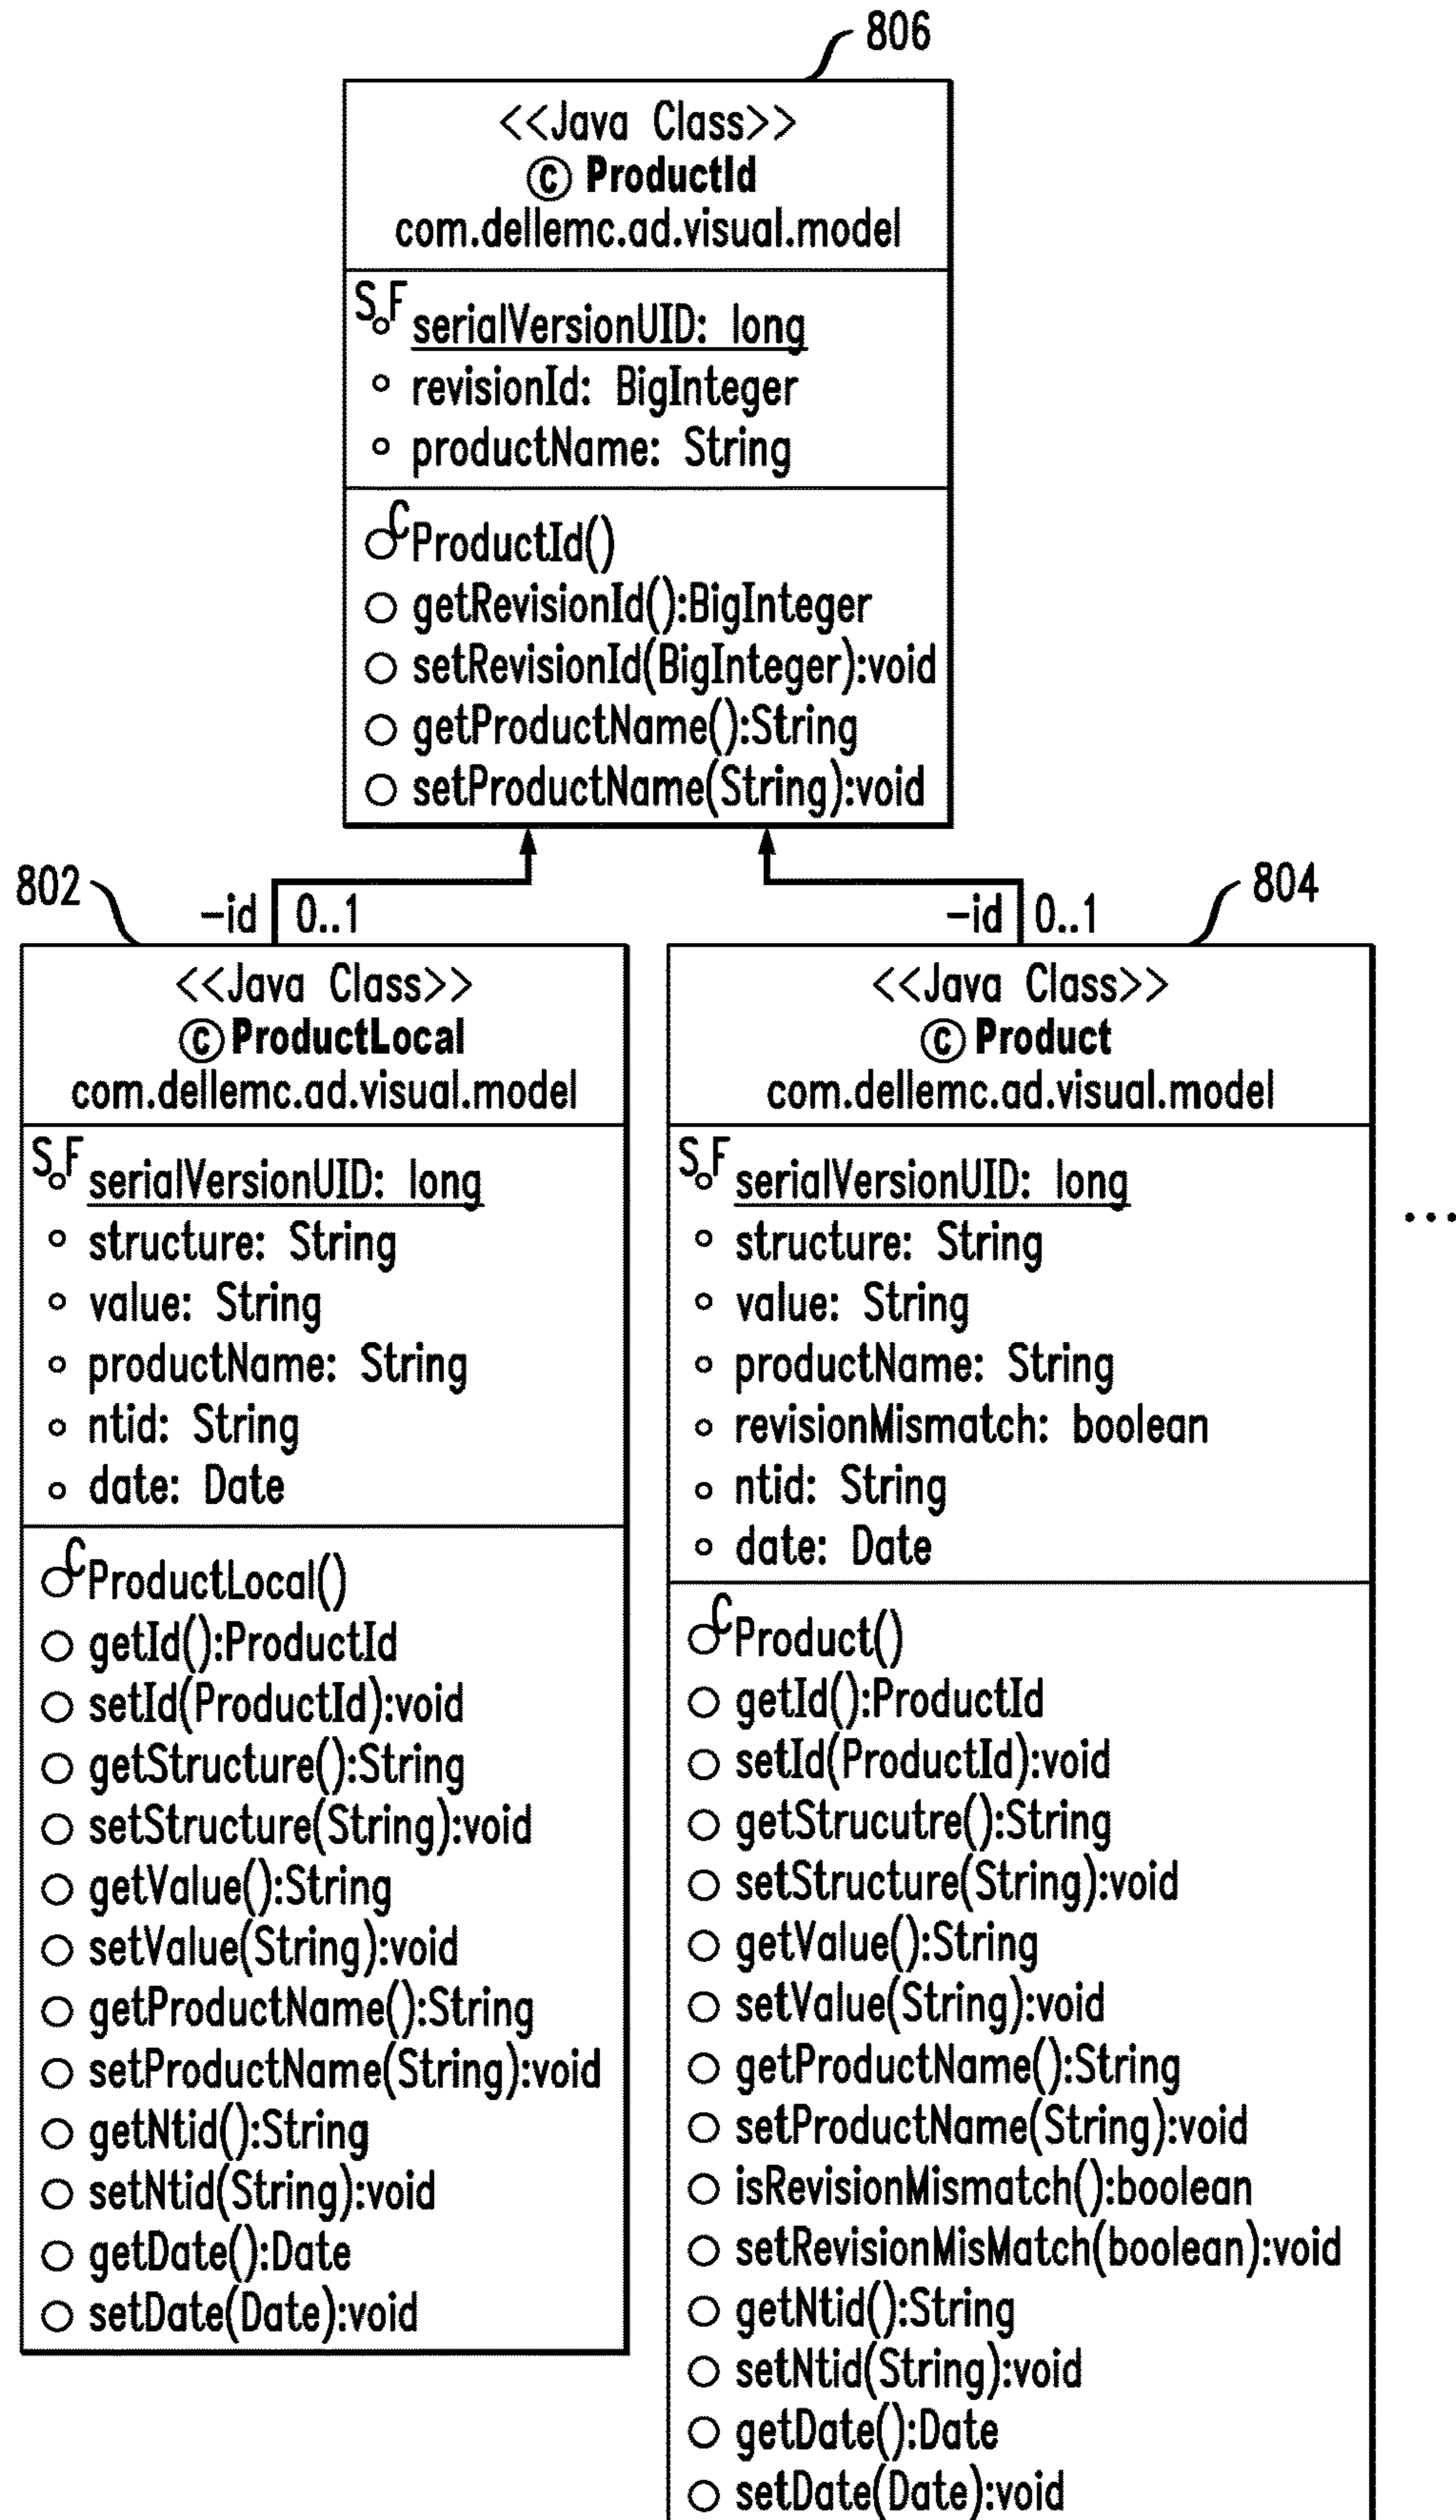 806
<<Java Class>>
© ProductId
com.dellemc.ad.visual.model
S F serialVersionUID: long
revisionId: BigInteger
productName: String
C ProductId()
getRevisionId():BigInteger
setRevisionId(BigInteger):void
getProductName():String
setProductName(String):void
802
-id 0..1
<<Java Class>>
© ProductLocal
com.dellemc.ad.visual.model
S F serialVersionUID: long
structure: String
value: String
productName: String
ntid: String
date: Date
C ProductLocal()
getId():ProductId
setId(ProductId):void
getStructure():String
setStructure(String):void
getValue():String
setValue(String):void
getProductName():String
setProductName(String):void
getNtid():String
setNtid(String):void
getDate():Date
setDate(Date):void
804
-id 0..1
<<Java Class>>
© Product
com.dellemc.ad.visual.model
S F serialVersionUID: long
structure: String
value: String
productName: String
revisionMismatch: boolean
ntid: String
date: Date
C Product()
getId():ProductId
setId(ProductId):void
getStrucutre():String
setStructure(String):void
getValue():String
setValue(String):void
getProductName():String
setProductName(String):void
isRevisionMismatch():boolean
setRevisionMisMatch(boolean):void
getNtid():String
setNtid(String):void
getDate():Date
setDate(Date):void
...